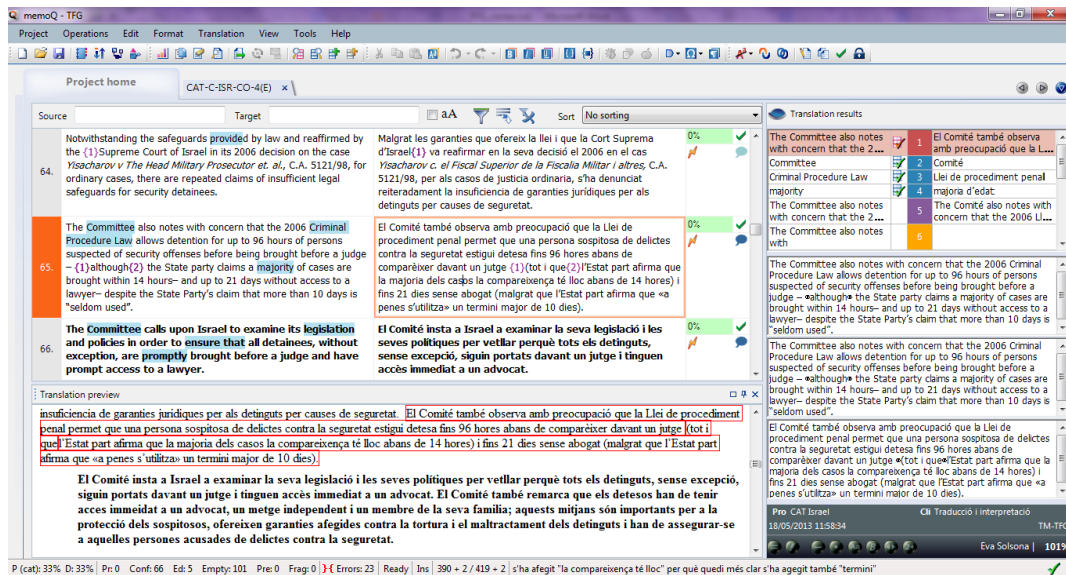 memoQ - TFG
Project Operations Edit Format Translation View Tools Help
Project home
CAT-C-ISR-CO-4(E) x
Source
Target
aA
Sort
No sorting
64.
Notwithstanding the safeguards provided by law and reaffirmed by
the {1}Supreme Court of Israel in its 2006 decision on the case
Yisacharov v The Head Military Prosecutor et. al., C.A. 5121/98, for
ordinary cases, there are repeated claims of insufficient legal
safeguards for security detainees.
Malgrat les garanties que ofereix la llei i que la Cort Suprema
d'Israel{1} va reafirmar en la seva decisió el 2006 en el cas
Yisacharov c. el Fiscal Superior de la Fiscalia Militar i altres, C.A.
5121/98, per als casos de justícia ordinaria, s'ha denunciat
reiteradament la insuficiencia de garanties jurídiques per als
detinguts per causes de seguretat.
0%
65.
The Committee also notes with concern that the 2006 Criminal
Procedure Law allows detention for up to 96 hours of persons
suspected of security offenses before being brought before a judge
– {1}although{2} the State party claims a majority of cases are
brought within 14 hours– and up to 21 days without access to a
lawyer– despite the State Party's claim that more than 10 days is
"seldom used".
El Comité també observa amb preocupació que la Llei de
procediment penal permet que una persona sospitosa de delictes
contra la seguretat estigui detesa fins 96 hores abans de
comparèixer davant un jutge {1}(tot i que{2}l'Estat part afirma que
la majoria dels casos la compareixença té lloc abans de 14 hores) i
fins 21 dies sense abogat (malgrat que l'Estat part afirma que «a
penes s'utilitza» un termini major de 10 dies).
0%
66.
The Committee calls upon Israel to examine its legislation
and policies in order to ensure that all detainees, without
exception, are promptly brought before a judge and have
prompt access to a lawyer.
El Comité insta a Israel a examinar la seva legislació i les
seves polítiques per vetllar perquè tots els detinguts,
sense excepció, siguin portats davant un jutge i tinguen
accès immediat a un advocat.
0%
Translation preview
insuficiencia de garanties jurídiques per als detinguts per causes de seguretat. El Comité també observa amb preocupació que la Llei de procediment
penal permet que una persona sospitosa de delictes contra la seguretat estigui detesa fins 96 hores abans de comparèixer davant un jutge (tot i
que l'Estat part afirma que la majoria dels casos la compareixença té lloc abans de 14 hores) i fins 21 dies sense abogat (malgrat que l'Estat part
afirma que «a penes s'utilitza» un termini major de 10 dies).
El Comité insta a Israel a examinar la seva legislació i les seves polítiques per vetllar perquè tots els detinguts, sense excepció,
siguin portats davant un jutge i tinguen accès immediat a un advocat. El Comité també remarca que els detesos han de tenir
acces immeidat a un advocat, un metge independent i un membre de la seva familia; aquests mitjans són importants per a la
protecció dels sospitosos, ofereixen garanties afegides contra la tortura i el maltractament dels detinguts i han de assegurar-se
a aquelles persones acusades de delictes contra la seguretat.
Translation results
The Committee also notes
with concern that the 2...
1
El Comité també observa
amb preocupació que la L...
Committee
2
Comité
Criminal Procedure Law
3
Llei de procediment penal
majority
4
majoria d'edat
The Committee also notes
with concern that the 2...
5
The Comité also notes with
concern that the 2006 Ll...
The Committee also notes
with
6
The Committee also notes with concern that the 2006 Criminal
Procedure Law allows detention for up to 96 hours of persons
suspected of security offenses before being brought before a
judge – «although» the State party claims a majority of cases are
brought within 14 hours– and up to 21 days without access to a
lawyer– despite the State Party's claim that more than 10 days is
"seldom used".
The Committee also notes with concern that the 2006 Criminal
Procedure Law allows detention for up to 96 hours of persons
suspected of security offenses before being brought before a
judge – «although» the State party claims a majority of cases are
brought within 14 hours– and up to 21 days without access to a
lawyer– despite the State Party's claim that more than 10 days is
"seldom used".
El Comité també observa amb preocupació que la Llei de
procediment penal permet que una persona sospitosa de delictes
contra la seguretat estigui detesa fins 96 hores abans de
comparèixer davant un jutge «(tot i que»l'Estat part afirma que la
majoria dels casos la compareixença té lloc abans de 14 hores) i
fins 21 dies sense abogat (malgrat que l'Estat part afirma que «a
penes s'utilitza» un termini major de 10 dies).
Pro CAT Israel
Cli Traducció i interpretació
18/05/2013 11:58:34
TM-TFG
Eva Solsona | 101%
P (cat): 33% D: 33% Pr: 0 Conf: 66 Ed: 5 Empty: 101 Pre: 0 Frag: 0 }{ Errors: 23 Ready Ins 390 + 2 / 419 + 2 s'ha afegit "la compareixença té lloc" per què quedi més clar s'ha agegit també "termini"